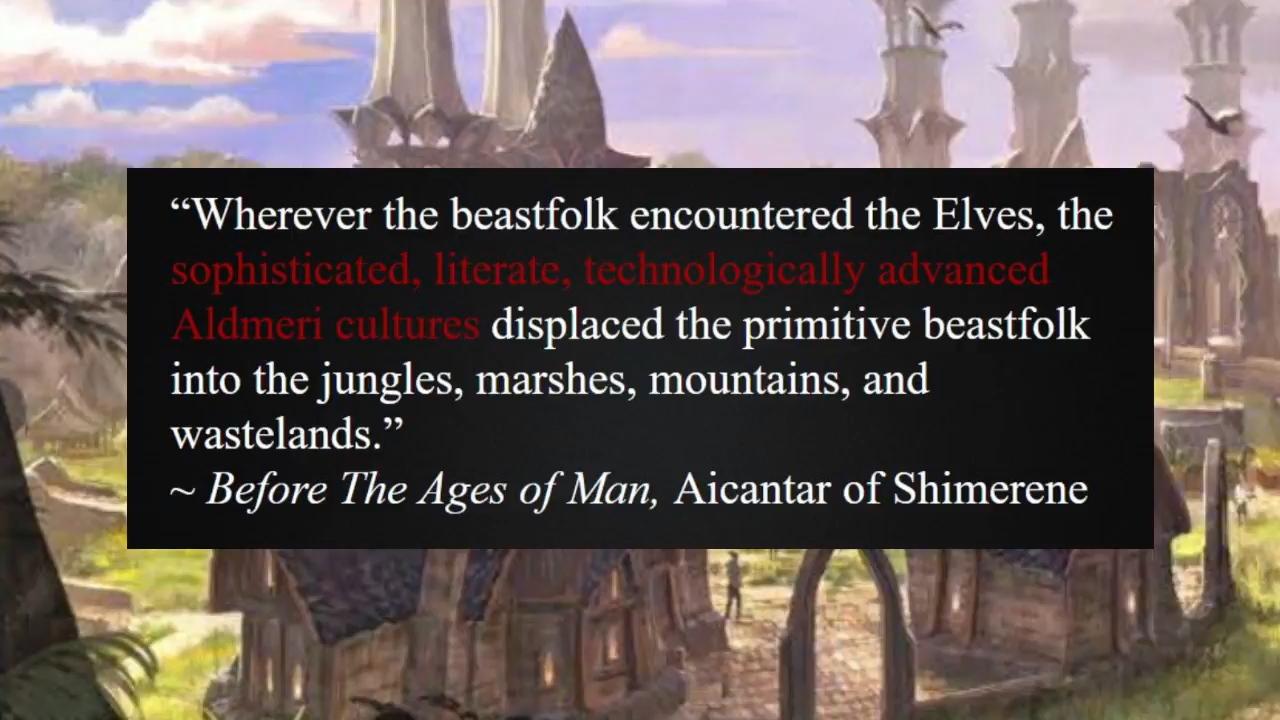 “Wherever the beastfolk encountered the Elves, the
sophisticated, literate, technologically advanced
Aldmeri cultures displaced the primitive beastfolk
into the jungles, marshes, mountains, and
wastelands.”
~ Before The Ages of Man, Aicantar of Shimerene